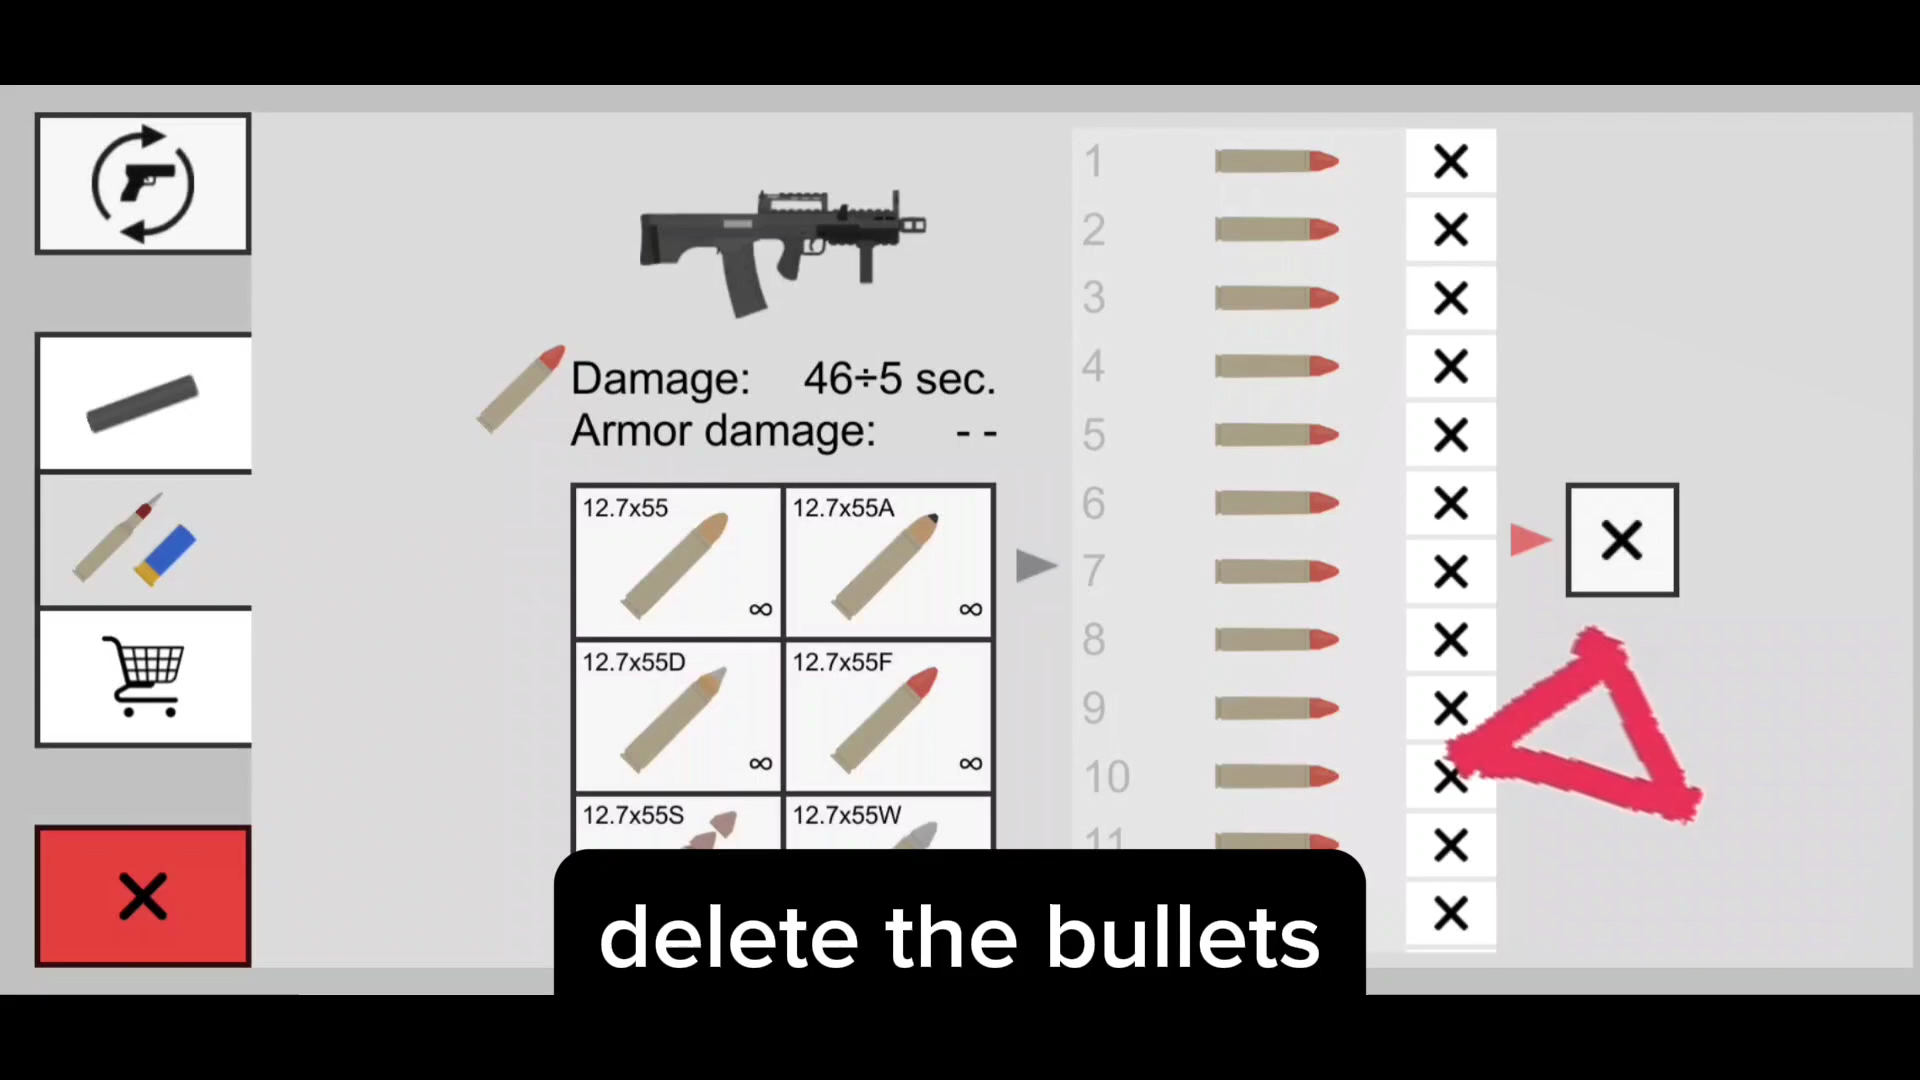 Damage: 46÷5 sec.
Armor damage: - -
12.7x55 12.7x55A
∞ ∞
12.7x55D 12.7x55F
∞ ∞
12.7x55S 12.7x55W
1
2
3
4
5
6
7
8
9
10
11
delete the bullets